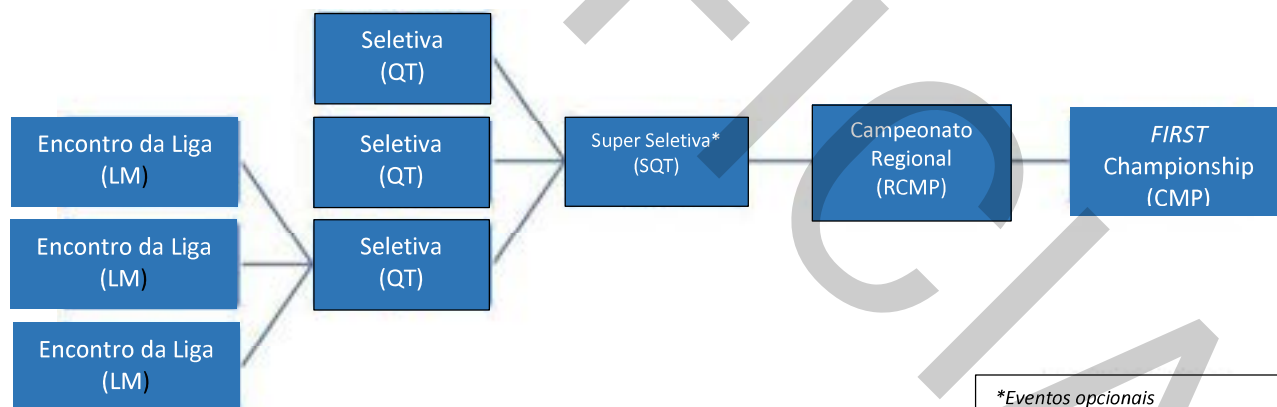 Encontro da Liga
(LM)
Encontro da Liga
(LM)
Encontro da Liga
(LM)
Seletiva
(QT)
Seletiva
(QT)
Seletiva
(QT)
Super Seletiva*
(SQT)
Campeonato
Regional
(RCMP)
FIRST
Championship
(CMP)
*Eventos opcionais